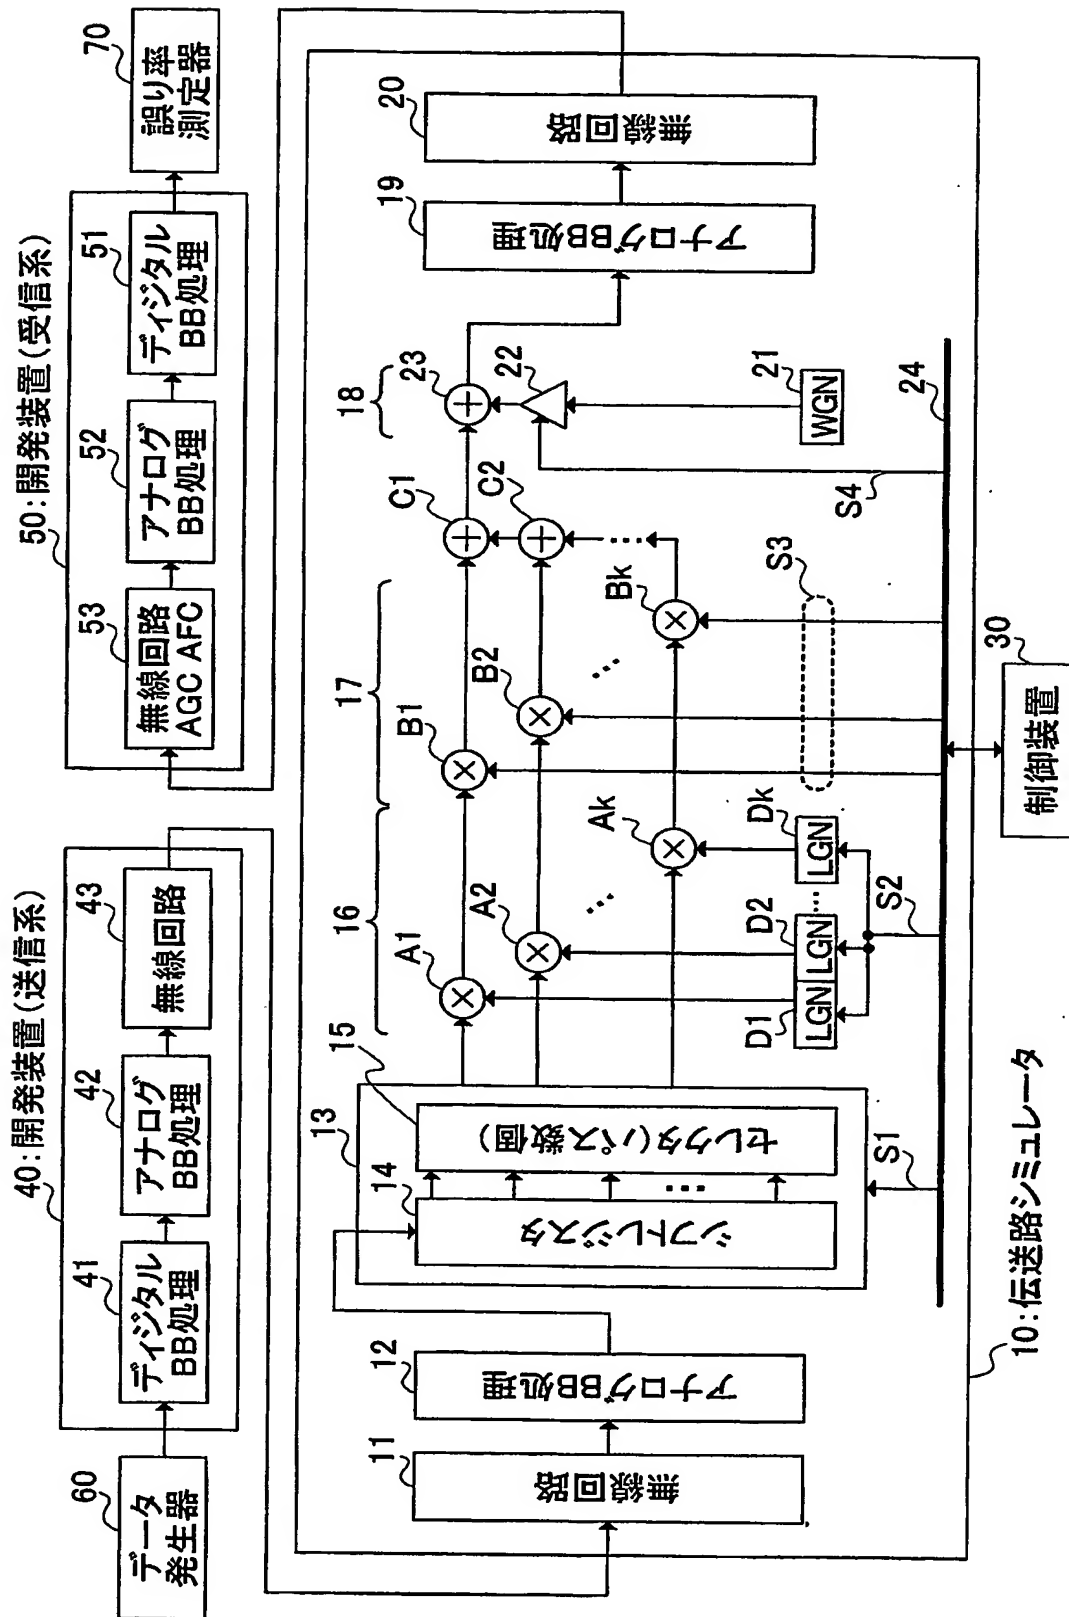 60
データ
発生器
40:開発装置(送信系)
41
ディジタル
BB処理
42
アナログ
BB処理
43
無線回路
50:開発装置(受信系)
53
無線回路
AGC AFC
52
アナログ
BB処理
51
ディジタル
BB処理
70
誤り率
測定器
11
無線回路
12
アナログBB処理
13
14
シフトレジスタ
15
セレクタ(パス数個)
16
A1
A2
Ak
17
B1
B2
Bk
C1
C2
18
23
22
19
アナログBB処理
20
無線回路
D1
LGN
D2
LGN
Dk
LGN
21
WGN
S1
S2
S3
S4
24
10:伝送路シミュレータ
30
制御装置